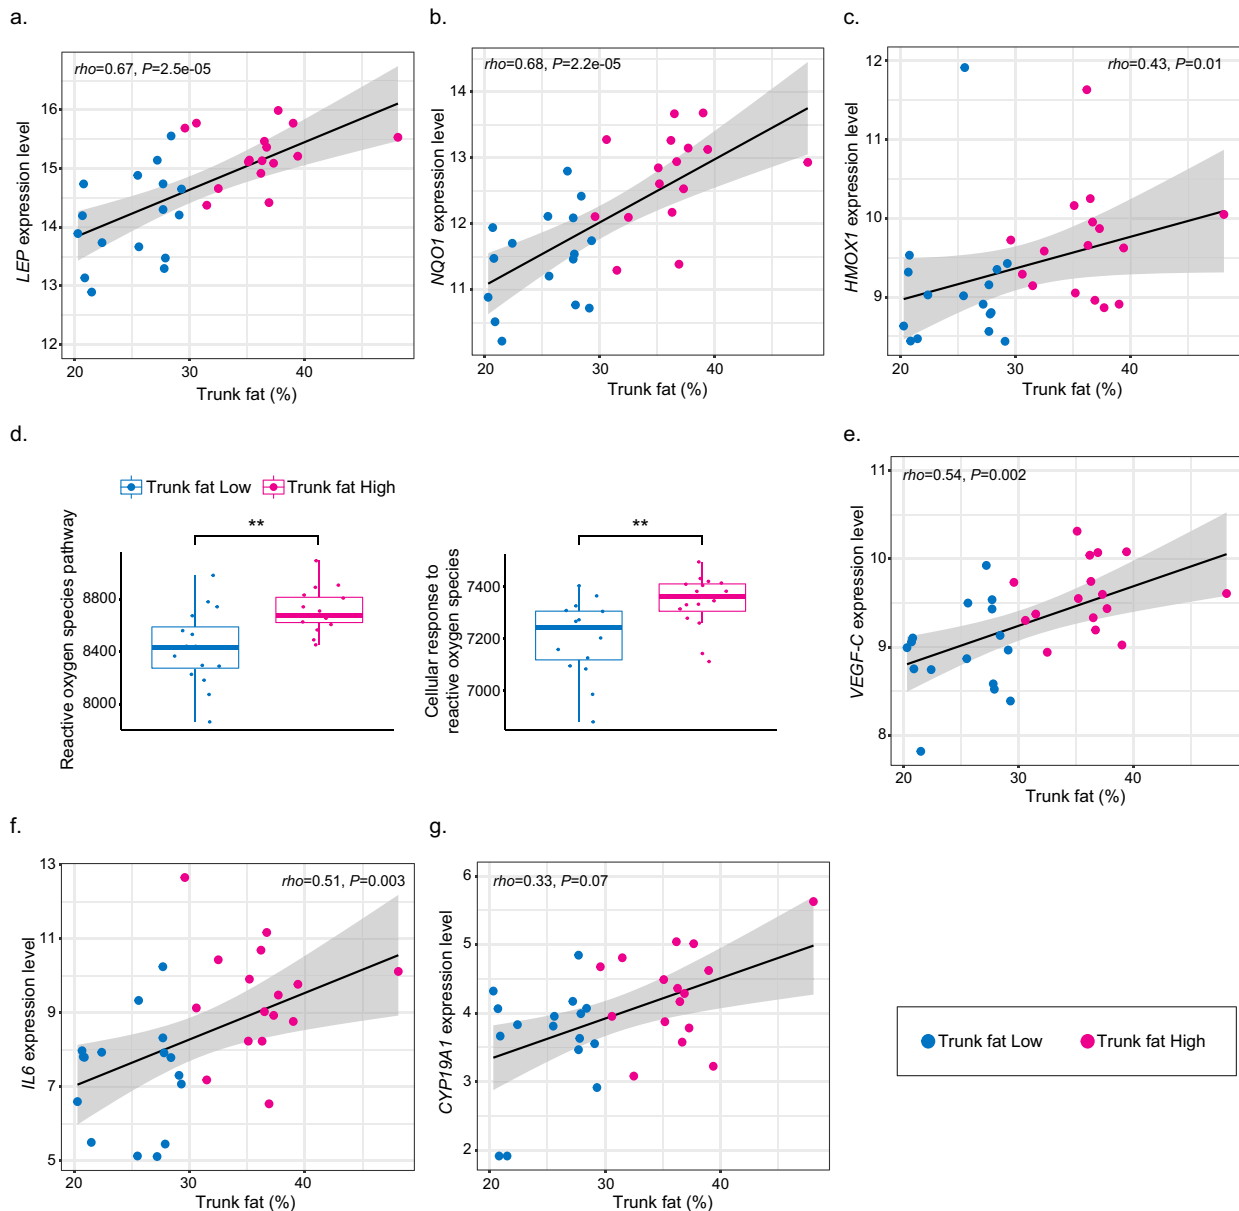 a.
rho=0.67, P=2.5e-05
LEP expression level
16
15
14
13
12
20
30
40
Trunk fat (%)
b.
rho=0.68, P=2.2e-05
NQO1 expression level
14
13
12
11
20
30
40
Trunk fat (%)
c.
rho=0.43, P=0.01
HMOX1 expression level
12
11
10
9
20
30
40
Trunk fat (%)
d.
Trunk fat Low
Trunk fat High
**
Reactive oxygen species pathway
8800
8400
8000
**
Cellular response to
reactive oxygen species
7400
7200
7000
e.
rho=0.54, P=0.002
VEGF-C expression level
11
10
9
8
20
30
40
Trunk fat (%)
f.
rho=0.51, P=0.003
IL6 expression level
13
11
9
7
5
20
30
40
Trunk fat (%)
g.
rho=0.33, P=0.07
CYP19A1 expression level
6
5
4
3
2
20
30
40
Trunk fat (%)
Trunk fat Low
Trunk fat High